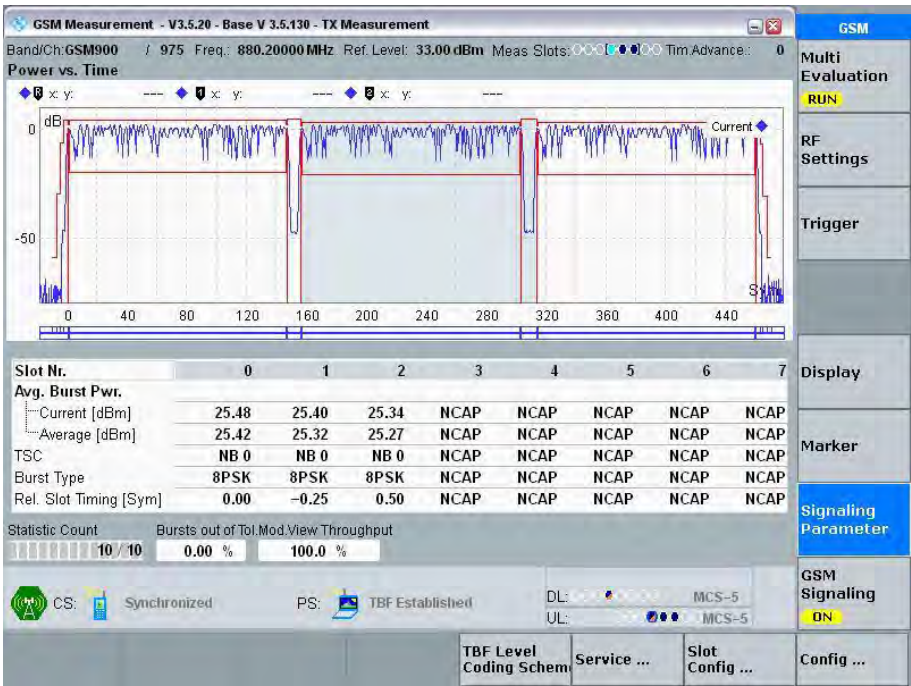 GSM Measurement - V3.5.20 - Base V 3.5.130 - TX Measurement
GSM
Band/Ch: GSM900 / 975 Freq.: 880.20000 MHz Ref. Level: 33.00 dBm Meas Slots: Tim.Advance.: 0
Multi Evaluation
RUN
Power vs. Time
R x: y: --- 1 x: y: --- 2 x: y: ---
dB
Current
0
-50
0 40 80 120 160 200 240 280 320 360 400 440
RF Settings
Trigger
Slot Nr. 0 1 2 3 4 5 6 7
Avg. Burst Pwr.
Current [dBm] 25.48 25.40 25.34 NCAP NCAP NCAP NCAP NCAP
Average [dBm] 25.42 25.32 25.27 NCAP NCAP NCAP NCAP NCAP
TSC NB 0 NB 0 NB 0 NCAP NCAP NCAP NCAP NCAP
Burst Type 8PSK 8PSK 8PSK NCAP NCAP NCAP NCAP NCAP
Rel. Slot Timing [Sym] 0.00 −0.25 0.50 NCAP NCAP NCAP NCAP NCAP
Display
Marker
Signaling Parameter
Statistic Count Bursts out of Tol. Mod.View Throughput
10 / 10 0.00 % 100.0 %
GSM Signaling
ON
CS: Synchronized PS: TBF Established DL: MCS-5
UL: MCS-5
TBF Level
Coding Schem
Service ...
Slot Config ...
Config ...